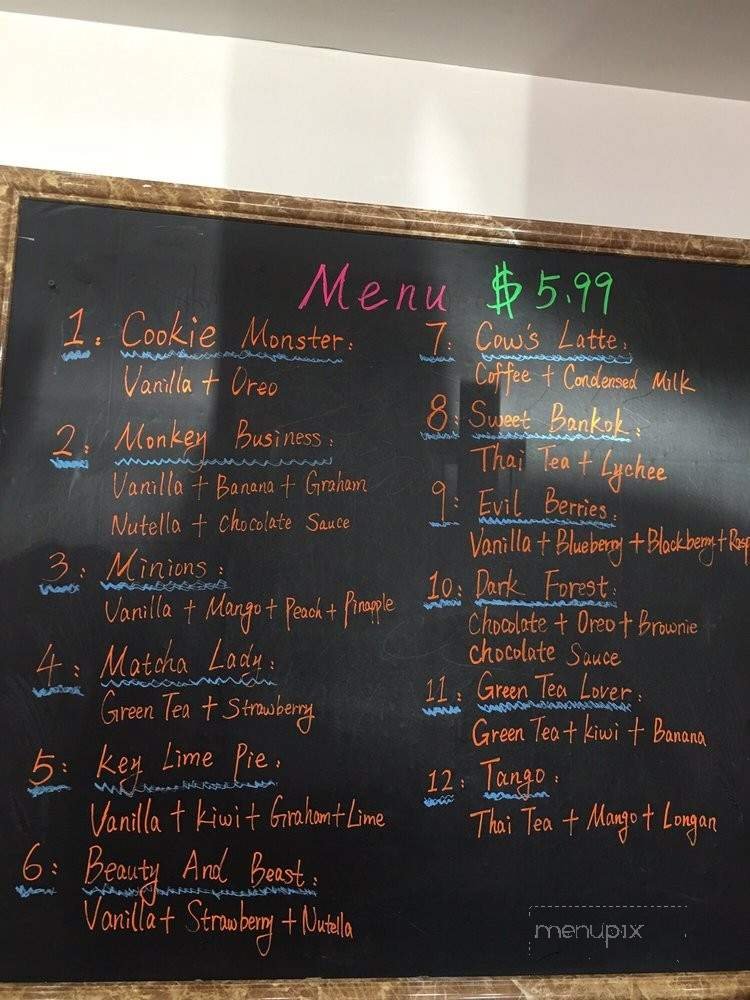 Menu $5.99
1: Cookie Monster:
Vanilla + Oreo
2: Monkey Business:
Vanilla + Banana + Graham
Nutella + Chocolate Sauce
3: Minions:
Vanilla + Mango + Peach + Pinapple
4: Matcha Lady:
Green Tea + Strawberry
5: Key Lime Pie:
Vanilla + Kiwi + Graham + Lime
6: Beauty And Beast:
Vanilla + Strawberry + Nutella
7: Cow's Latte:
Coffee + Condensed Milk
8: Sweet Bankok:
Thai Tea + Lychee
9: Evil Berries:
Vanilla + Blueberry + Blackberry +
10: Dark Forest:
Chocolate + Oreo + Brownie
Chocolate Sauce
11: Green Tea Lover:
Green Tea + Kiwi + Banana
12: Tango:
Thai Tea + Mango + Longan
menupix